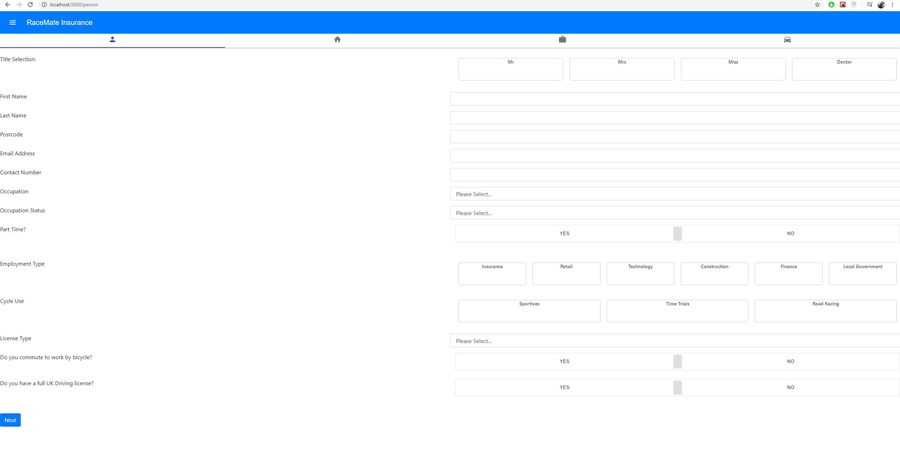 localhost:3000/person
RaceMate Insurance
Title Selection:
Mr
Mrs
Miss
Doctor
First Name
Last Name
Postcode
Email Address
Contact Number
Occupation
Please Select...
Occupation Status
Please Select...
Part Time?
YES
NO
Employment Type
Insurance
Retail
Technology
Construction
Finance
Local Government
Cycle Use
Sportives
Time Trials
Road Racing
License Type
Please Select...
Do you commute to work by bicycle?
YES
NO
Do you have a full UK Driving license?
YES
NO
Next